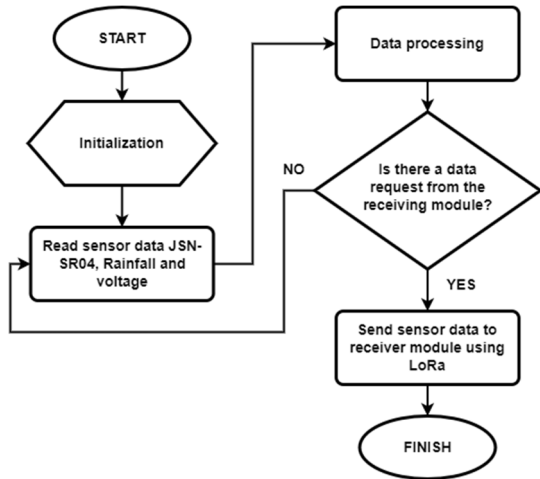 START
Initialization
Read sensor data JSN-
SR04, Rainfall and
voltage
Data processing
Is there a data
request from the
receiving module?
NO
YES
Send sensor data to
receiver module using
LoRa
FINISH